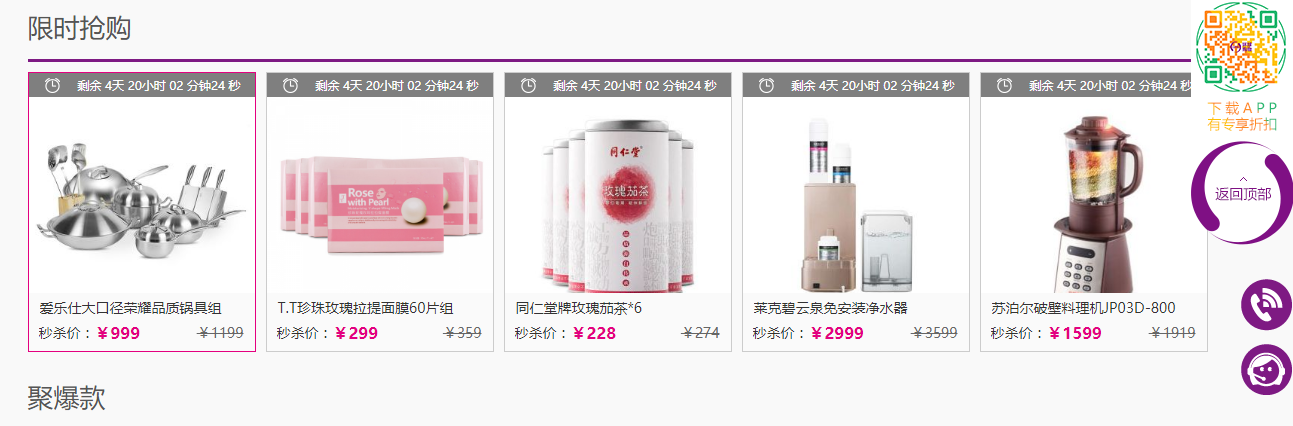 限时抢购
剩余 4天 20小时 02 分钟24 秒
剩余 4天 20小时 02 分钟24 秒
剩余 4天 20小时 02 分钟24 秒
剩余 4天 20小时 02 分钟24 秒
剩余 4天 20小时 02 分钟24 秒
下载APP
有专享折扣
返回顶部
Rose
with Pearl
同仁堂
玫瑰茄茶
爱乐仕大口径荣耀品质锅具组
秒杀价：￥999 ￥1199
T.T珍珠玫瑰拉提面膜60片组
秒杀价：￥299 ￥359
同仁堂牌玫瑰茄茶*6
秒杀价：￥228 ￥274
莱克碧云泉免安装净水器
秒杀价：￥2999 ￥3599
苏泊尔破壁料理机JP03D-800
秒杀价：￥1599 ￥1919
聚爆款